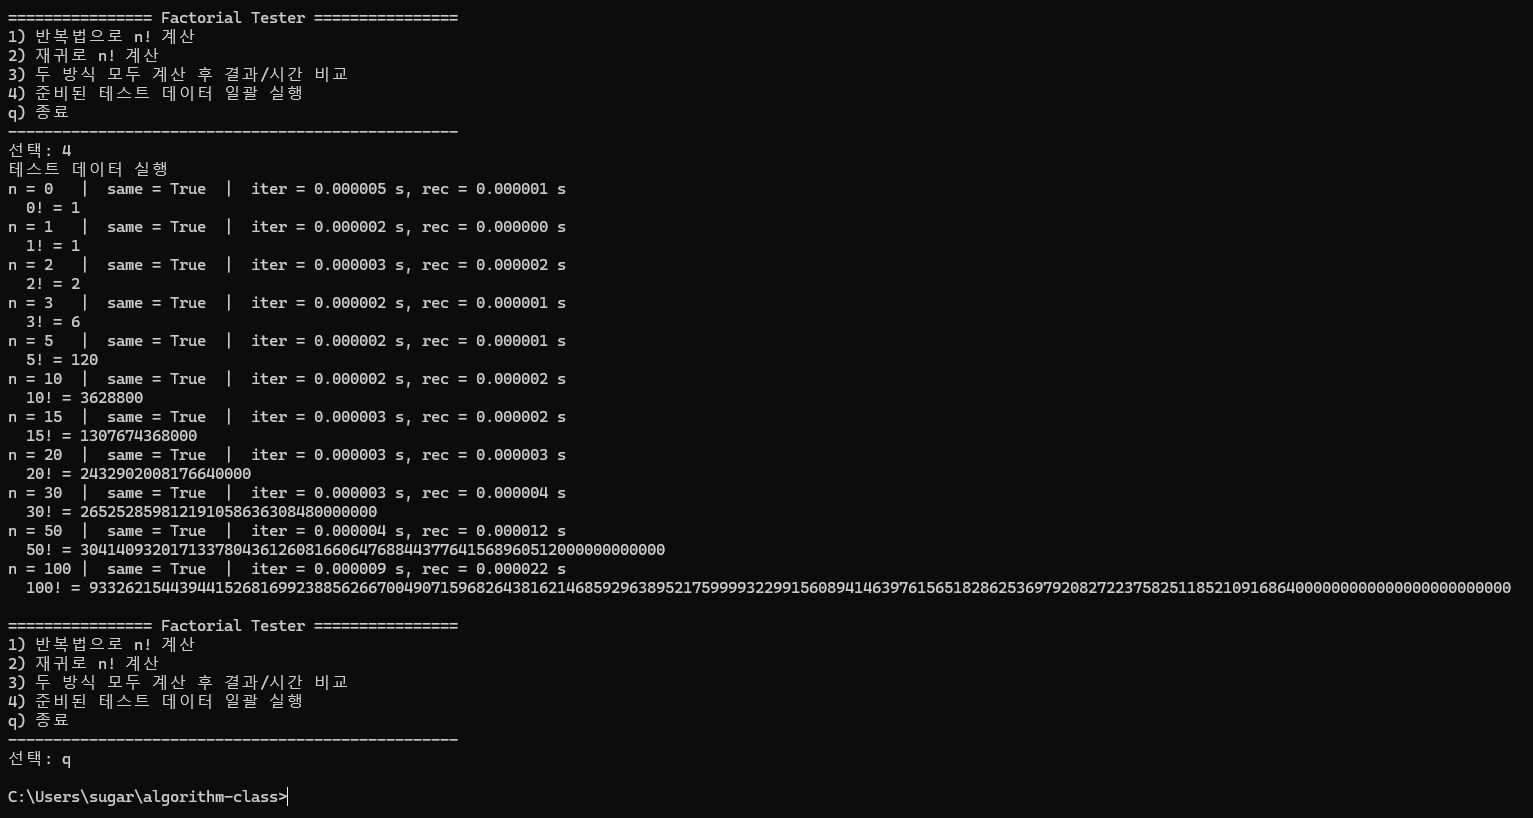 ================ Factorial Tester ================
1) 반복법으로 n! 계산
2) 재귀로 n! 계산
3) 두 방식 모두 계산 후 결과/시간 비교
4) 준비된 테스트 데이터 일괄 실행
q) 종료
--------------------------------------------------
선택: 4
테스트 데이터 실행
n = 0   |  same = True  |  iter = 0.000005 s, rec = 0.000001 s
  0! = 1
n = 1   |  same = True  |  iter = 0.000002 s, rec = 0.000000 s
  1! = 1
n = 2   |  same = True  |  iter = 0.000003 s, rec = 0.000002 s
  2! = 2
n = 3   |  same = True  |  iter = 0.000002 s, rec = 0.000001 s
  3! = 6
n = 5   |  same = True  |  iter = 0.000002 s, rec = 0.000001 s
  5! = 120
n = 10  |  same = True  |  iter = 0.000002 s, rec = 0.000002 s
  10! = 3628800
n = 15  |  same = True  |  iter = 0.000003 s, rec = 0.000002 s
  15! = 1307674368000
n = 20  |  same = True  |  iter = 0.000003 s, rec = 0.000003 s
  20! = 2432902008176640000
n = 30  |  same = True  |  iter = 0.000003 s, rec = 0.000004 s
  30! = 265252859812191058636308480000000
n = 50  |  same = True  |  iter = 0.000004 s, rec = 0.000012 s
  50! = 30414093201713378043612608166064768844377641568960512000000000000
n = 100 |  same = True  |  iter = 0.000009 s, rec = 0.000022 s
  100! = 93326215443944152681699238856266700490715968264381621468592963895217599993229915608941463976156518286253697920827223758251185210916864000000000000000000000000

================ Factorial Tester ================
1) 반복법으로 n! 계산
2) 재귀로 n! 계산
3) 두 방식 모두 계산 후 결과/시간 비교
4) 준비된 테스트 데이터 일괄 실행
q) 종료
--------------------------------------------------
선택: q

C:\Users\sugar\algorithm-class>